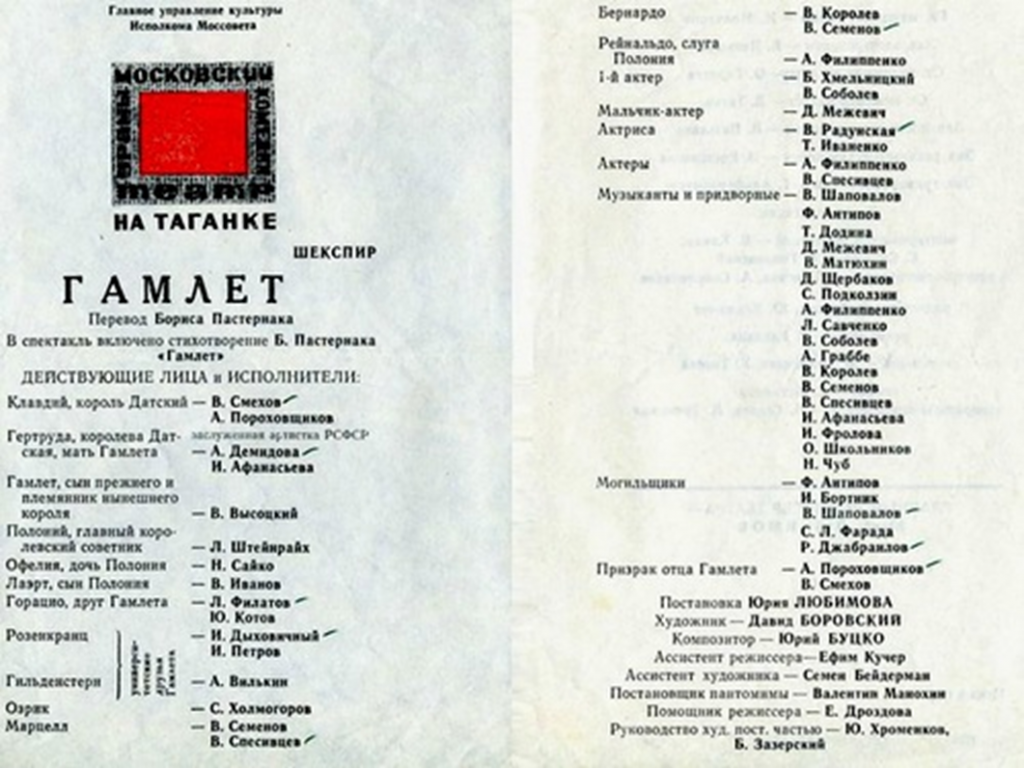 Главное управление культуры
Исполкома Моссовета
МОСКОВСКИЙ
ДРАМЫ
КОМЕДИИ
театр
НА ТАГАНКЕ
ШЕКСПИР
ГАМЛЕТ
Перевод Бориса Пастернака
В спектакль включено стихотворение Б. Пастернака
«Гамлет»
ДЕЙСТВУЮЩИЕ ЛИЦА и ИСПОЛНИТЕЛИ:
Клавдий, король Датский — В. Смехов
А. Пороховщиков
Гертруда, королева Дат- заслуженная артистка РСФСР
ская, мать Гамлета — А. Демидова
И. Афанасьева
Гамлет, сын прежнего и
племянник нынешнего
короля — В. Высоцкий
Полоний, главный коро-
левский советник — Л. Штейнрайх
Офелия, дочь Полония — Н. Сайко
Лаэрт, сын Полония — В. Иванов
Горацио, друг Гамлета — Л. Филатов
Ю. Котов
Розенкранц — И. Дыховичный
И. Петров
универси-
тетские
друзья
Гамлета
Гильденстерн — А. Вилькин
Озрик — С. Холмогоров
Марцелл — В. Семенов
В. Спесивцев
Бернардо — В. Королев
В. Семенов
Рейнальдо, слуга
Полония — А. Филиппенко
1-й актер — Б. Хмельницкий
В. Соболев
Мальчик-актер — Д. Межевич
Актриса — В. Радунская
Т. Иваненко
Актеры — А. Филиппенко
В. Спесивцев
Музыканты и придворные — В. Шаповалов
Ф. Антипов
Т. Додина
Д. Межевич
В. Матюхин
Д. Щербаков
С. Подколзин
А. Филиппенко
Л. Савченко
В. Соболев
А. Граббе
В. Королев
В. Семенов
В. Спесивцев
И. Афанасьева
И. Фролова
О. Школьников
Н. Чуб
Могильщики — Ф. Антипов
И. Бортник
В. Шаповалов
С. Л. Фарада
Р. Джабраилов
Призрак отца Гамлета — А. Пороховщиков
В. Смехов
Постановка Юрия ЛЮБИМОВА
Художник — Давид БОРОВСКИЙ
Композитор — Юрий БУЦКО
Ассистент режиссера — Ефим Кучер
Ассистент художника — Семен Бейдерман
Постановщик пантомимы — Валентин Манохин
Помощник режиссера — Е. Дроздова
Руководство худ. пост. частью — Ю. Хроменков,
Б. Зазерский